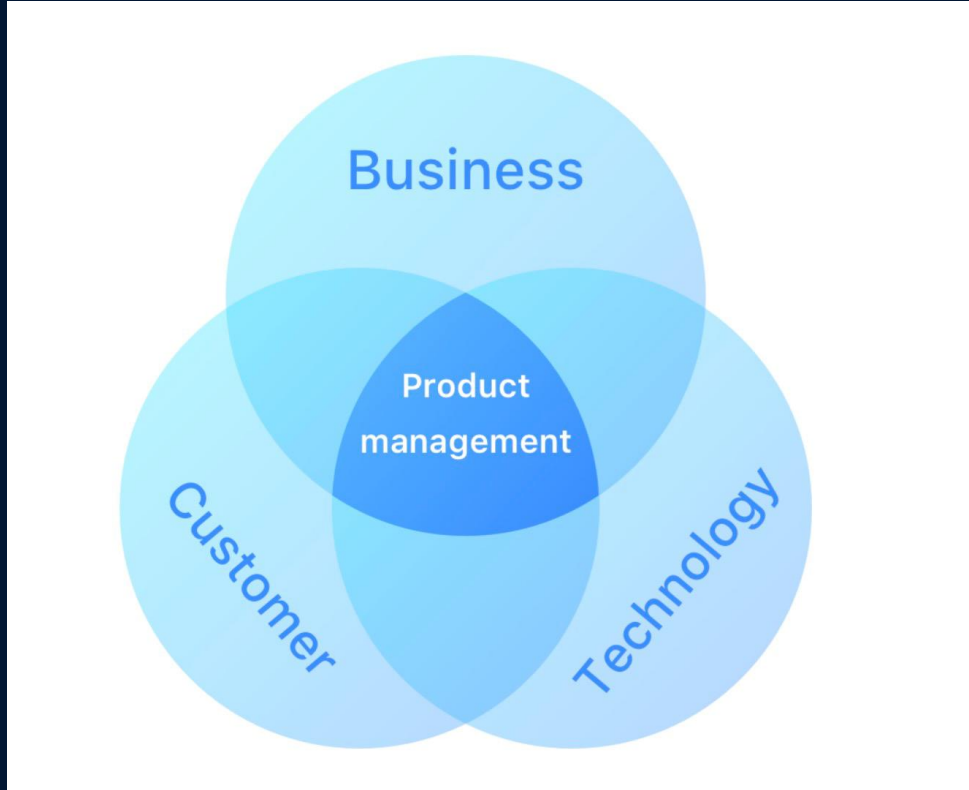 Business
Product
management
Customer
Technology